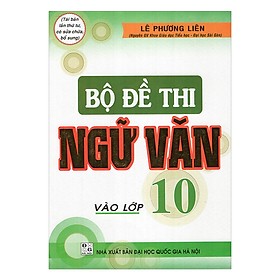 (Tái bản
lần thứ tư,
có sửa chữa,
bổ sung)
LÊ PHƯƠNG LIÊN
(Nguyên GV Khoa Giáo dục Tiểu học - Đại học Sài Gòn)
BỘ ĐỀ THI
NGỮ VĂN
VÀO LỚP 10
NHÀ XUẤT BẢN ĐẠI HỌC QUỐC GIA HÀ NỘI